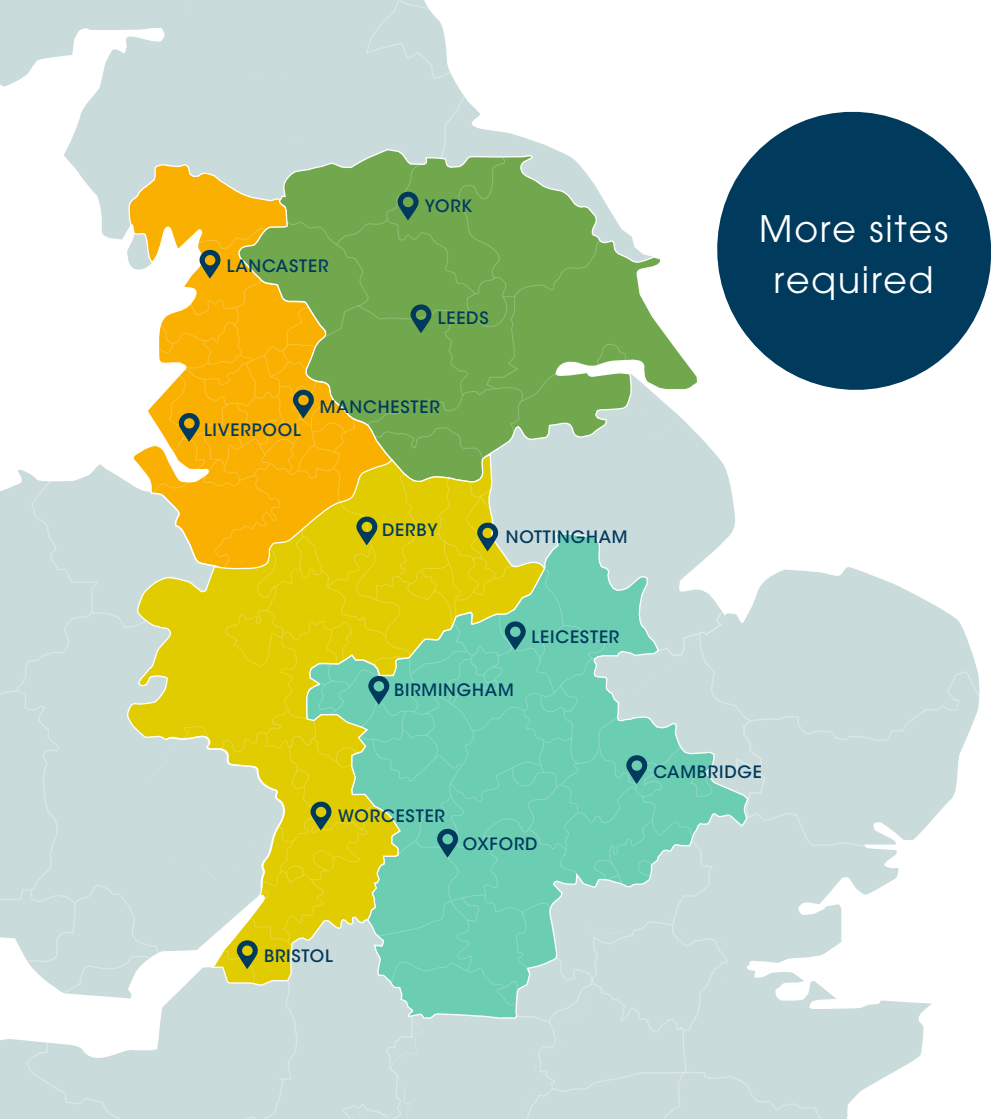 YORK
More sites
required
LANCASTER
LEEDS
MANCHESTER
LIVERPOOL
DERBY
NOTTINGHAM
LEICESTER
BIRMINGHAM
CAMBRIDGE
WORCESTER
OXFORD
BRISTOL